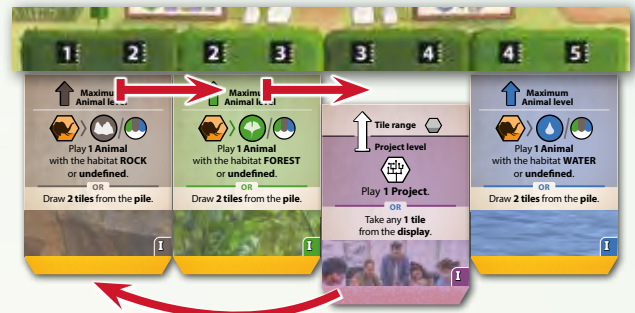 1 2 2 3 3 4 4 5
Maximum
Animal level
Play 1 Animal
with the habitat ROCK
or undefined.
OR
Draw 2 tiles from the pile.
I
Maximum
Animal level
Play 1 Animal
with the habitat FOREST
or undefined.
OR
Draw 2 tiles from the pile.
I
Tile range
Project level
Play 1 Project.
OR
Take any 1 tile
from the display.
I
Maximum
Animal level
Play 1 Animal
with the habitat WATER
or undefined.
OR
Draw 2 tiles from the pile.
I